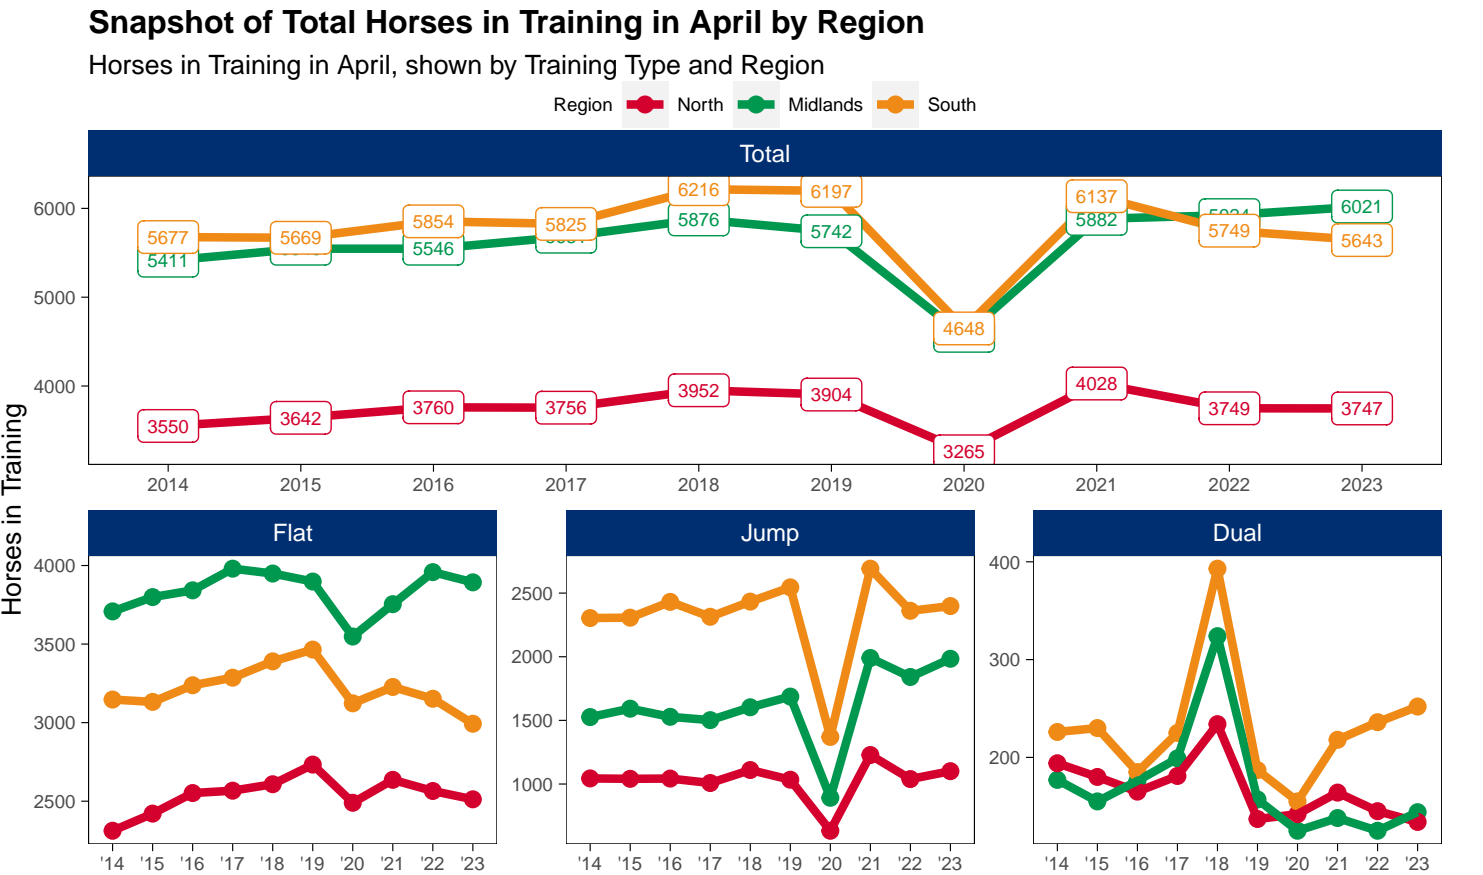 Snapshot of Total Horses in Training in April by Region
Horses in Training in April, shown by Training Type and Region
Region North Midlands South
Total
Horses in Training
6000
5000
4000
5677 5669 5854 5825 6216 6197 4648 6137 5749 5643
5411 5546 5876 5742 5882 6021
3550 3642 3760 3756 3952 3904 3265 4028 3749 3747
2014 2015 2016 2017 2018 2019 2020 2021 2022 2023
Flat
4000
3500
3000
2500
'14 '15 '16 '17 '18 '19 '20 '21 '22 '23
Jump
2500
2000
1500
1000
'14 '15 '16 '17 '18 '19 '20 '21 '22 '23
Dual
400
300
200
'14 '15 '16 '17 '18 '19 '20 '21 '22 '23